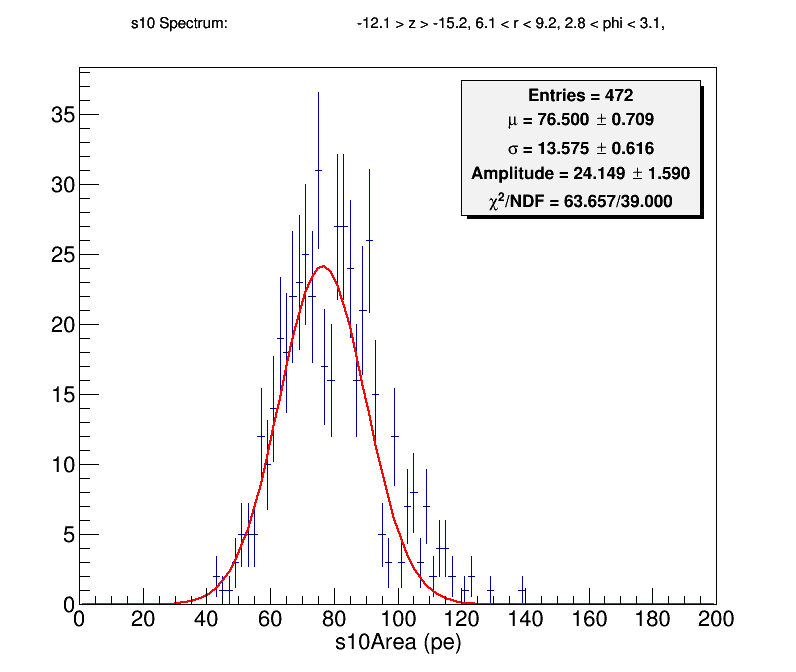 s10 Spectrum: -12.1 > z > -15.2, 6.1 < r < 9.2, 2.8 < phi < 3.1,
Entries = 472
μ = 76.500 ± 0.709
σ = 13.575 ± 0.616
Amplitude = 24.149 ± 1.590
χ²/NDF = 63.657/39.000
35
30
25
20
15
10
5
0
0 20 40 60 80 100 120 140 160 180 200
s10Area (pe)